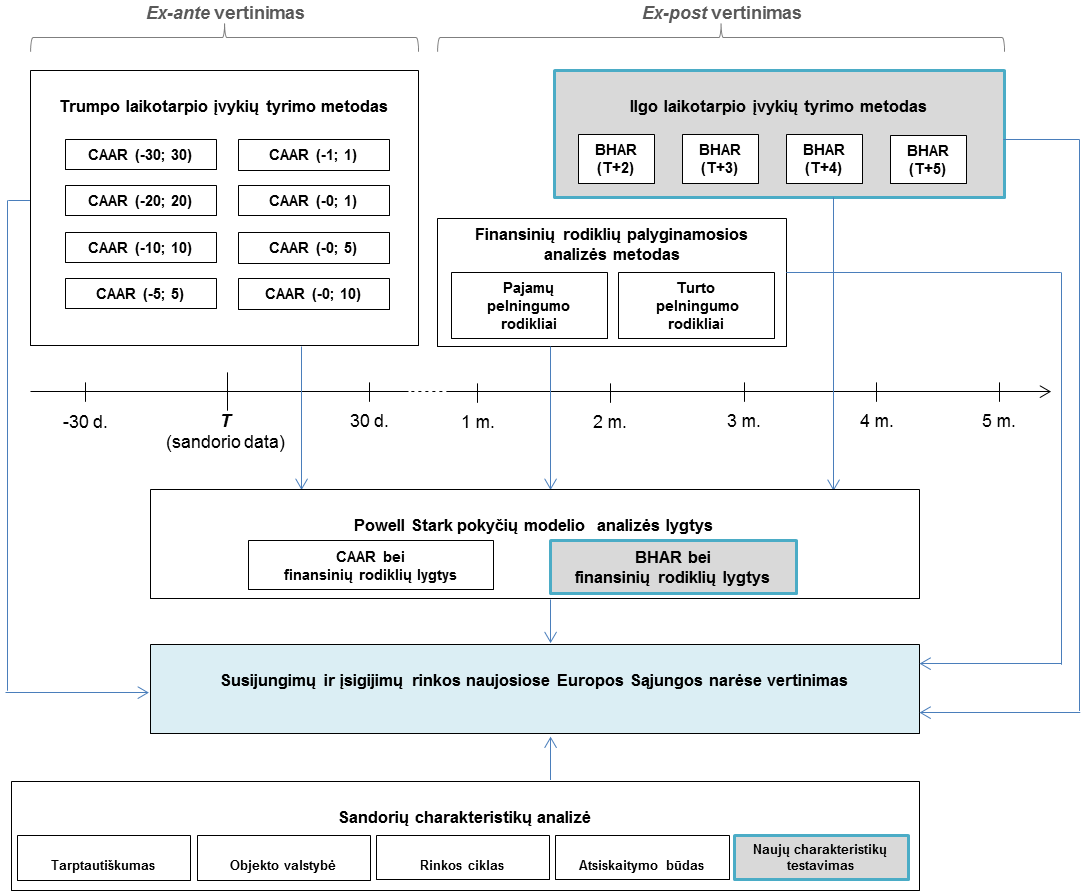 Ex-ante vertinimas
Ex-post vertinimas
Trumpo laikotarpio įvykių tyrimo metodas
CAAR (-30; 30)
CAAR (-1; 1)
CAAR (-20; 20)
CAAR (-0; 1)
CAAR (-10; 10)
CAAR (-0; 5)
CAAR (-5; 5)
CAAR (-0; 10)
Ilgo laikotarpio įvykių tyrimo metodas
BHAR
(T+2)
BHAR
(T+3)
BHAR
(T+4)
BHAR
(T+5)
Finansinių rodiklių palyginamosios
analizės metodas
Pajamų
pelningumo
rodikliai
Turto
pelningumo
rodikliai
-30 d.
T
(sandorio data)
30 d.
1 m.
2 m.
3 m.
4 m.
5 m.
Powell Stark pokyčių modelio analizės lygtys
CAAR bei
finansinių rodiklių lygtys
BHAR bei
finansinių rodiklių lygtys
Susijungimų ir įsigijimų rinkos naujosiose Europos Sąjungos narėse vertinimas
Sandorių charakteristikų analizė
Tarptautiškumas
Objekto valstybė
Rinkos ciklas
Atsiskaitymo būdas
Naujų charakteristikų
testavimas